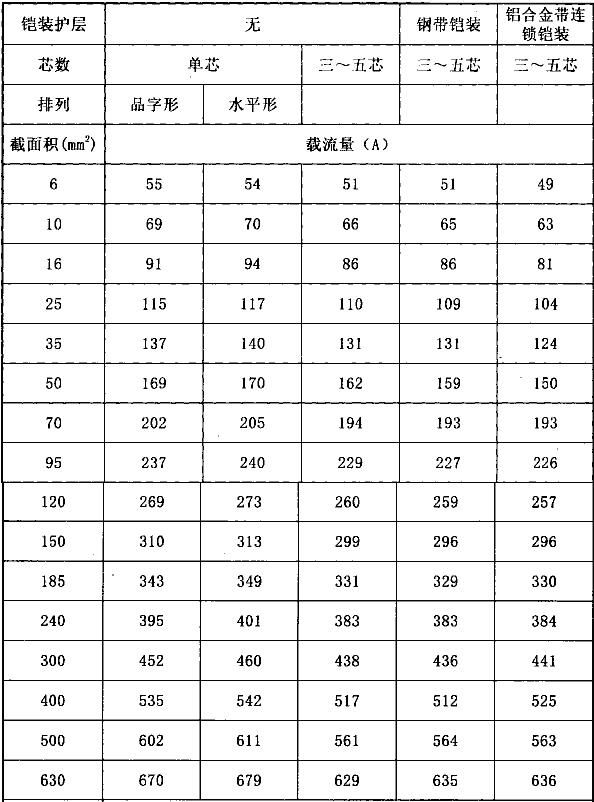 铠装护层 无 钢带铠装 铝合金带连锁铠装
芯数 单芯 三～五芯 三～五芯 三～五芯
排列 品字形 水平形
截面积(mm²) 载流量(A)
6 55 54 51 51 49
10 69 70 66 65 63
16 91 94 86 86 81
25 115 117 110 109 104
35 137 140 131 131 124
50 169 170 162 159 150
70 202 205 194 193 193
95 237 240 229 227 226
120 269 273 260 259 257
150 310 313 299 296 296
185 343 349 331 329 330
240 395 401 383 383 384
300 452 460 438 436 441
400 535 542 517 512 525
500 602 611 561 564 563
630 670 679 629 635 636